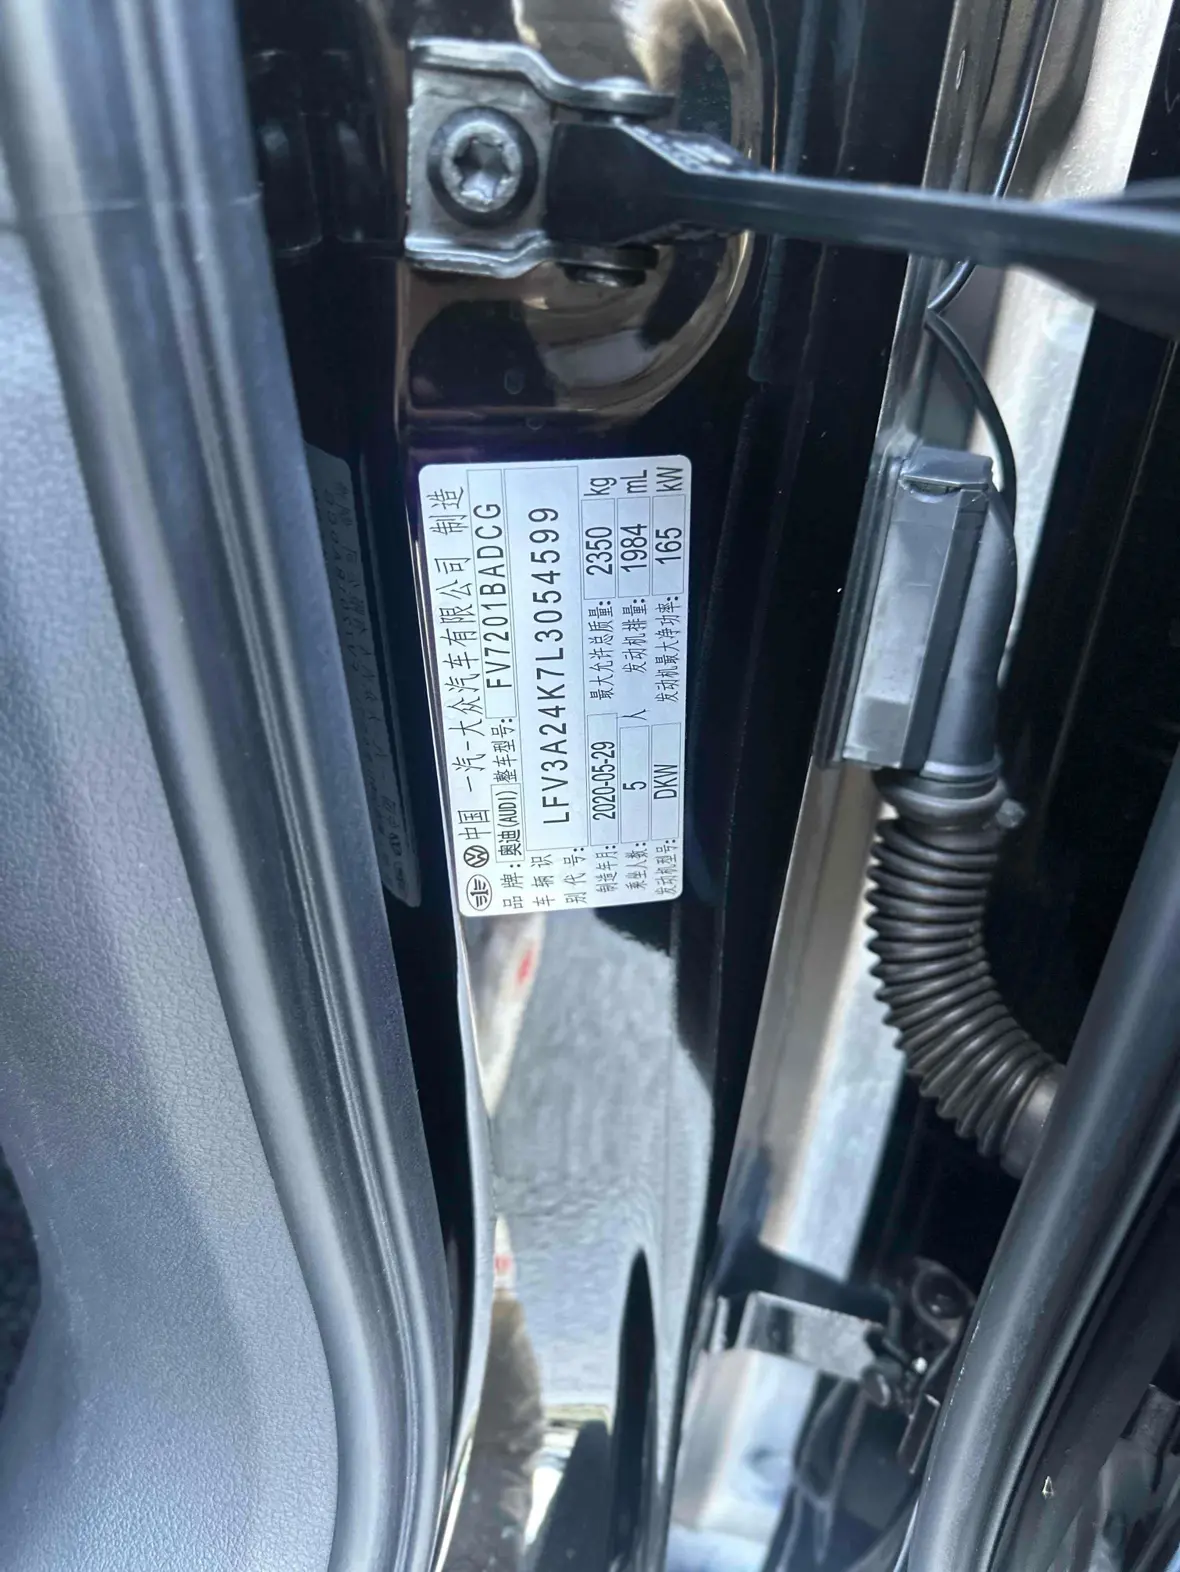 中国 一汽-大众汽车有限公司 制造
品牌: 奥迪(AUDI) 整车型号: FV7201BADCG
车辆识别代号: LFV3A24K7L3054599
制造年月: 2020-05-29 最大允许总质量: 2350 kg
乘坐人数: 5 人 发动机排量: 1984 mL
发动机型号: DKW 发动机最大净功率: 165 kW